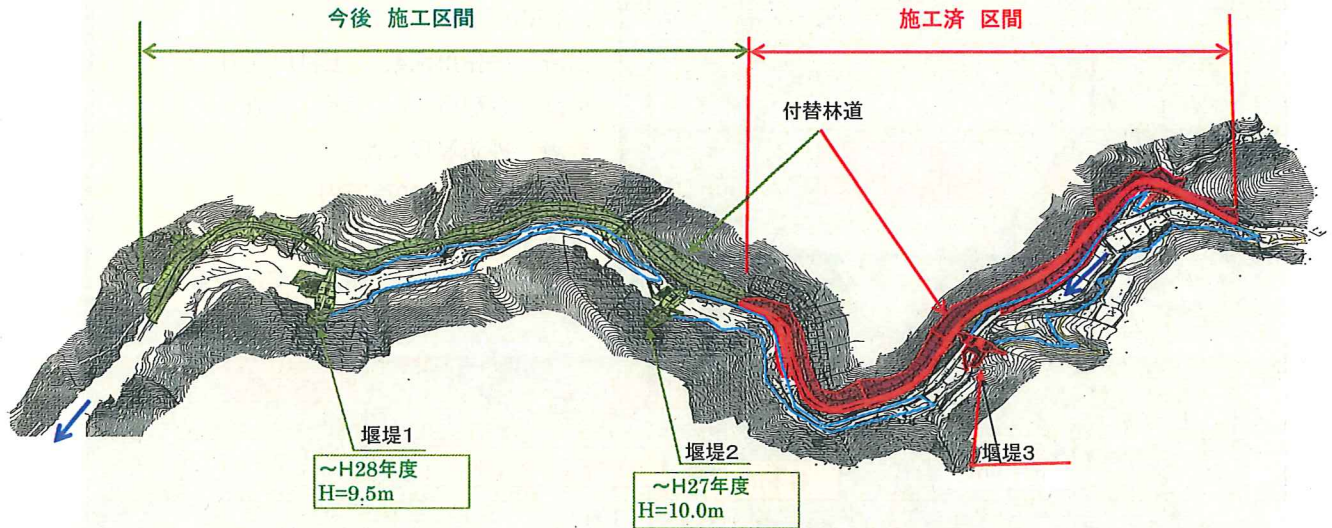 今後 施工区間
施工済 区間
付替林道
堰堤1
～H28年度
H=9.5m
堰堤2
～H27年度
H=10.0m
堰堤3